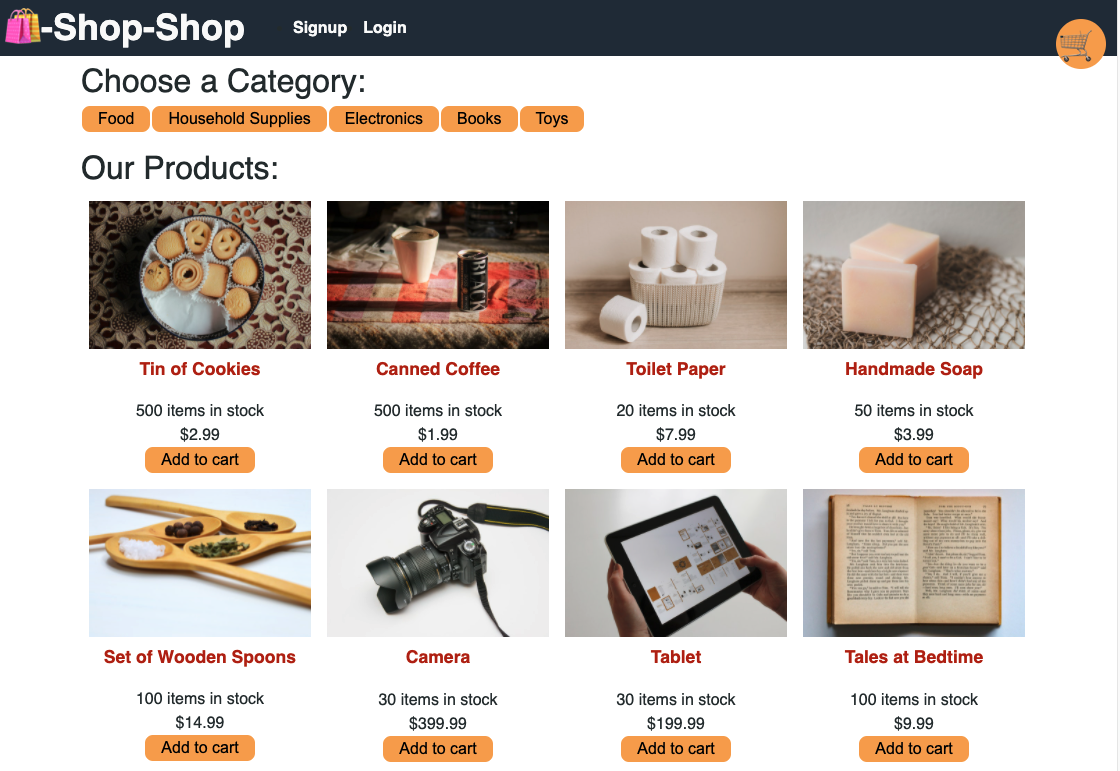 -Shop-Shop
Signup Login
Choose a Category:
Food Household Supplies Electronics Books Toys
Our Products:
BLACK
Tin of Cookies Canned Coffee Toilet Paper Handmade Soap
500 items in stock 500 items in stock 20 items in stock 50 items in stock
$2.99 $1.99 $7.99 $3.99
Add to cart Add to cart Add to cart Add to cart
Set of Wooden Spoons Camera Tablet Tales at Bedtime
100 items in stock 30 items in stock 30 items in stock 100 items in stock
$14.99 $399.99 $199.99 $9.99
Add to cart Add to cart Add to cart Add to cart